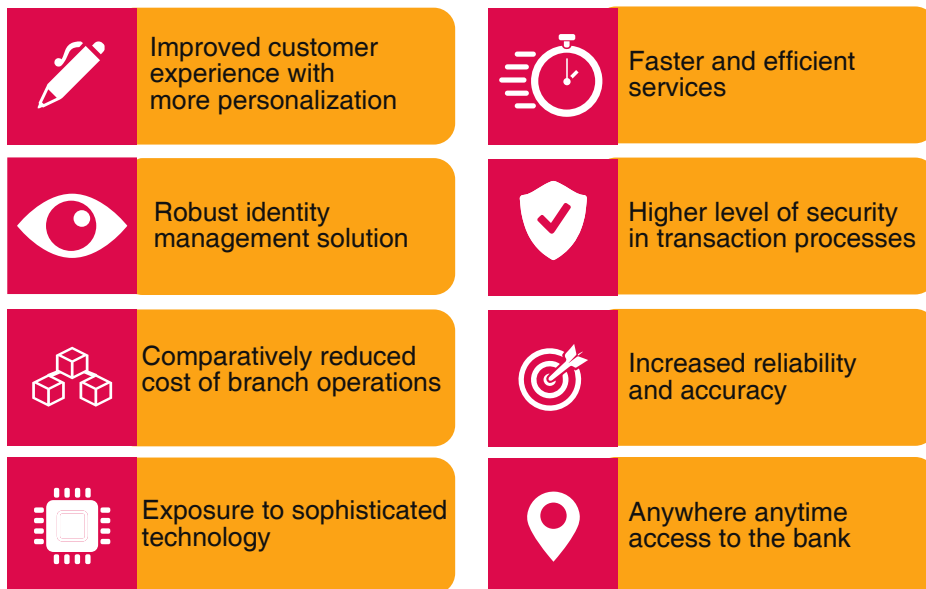 Improved customer
experience with
more personalization
Faster and efficient
services
Robust identity
management solution
Higher level of security
in transaction processes
Comparatively reduced
cost of branch operations
Increased reliability
and accuracy
Exposure to sophisticated
technology
Anywhere anytime
access to the bank